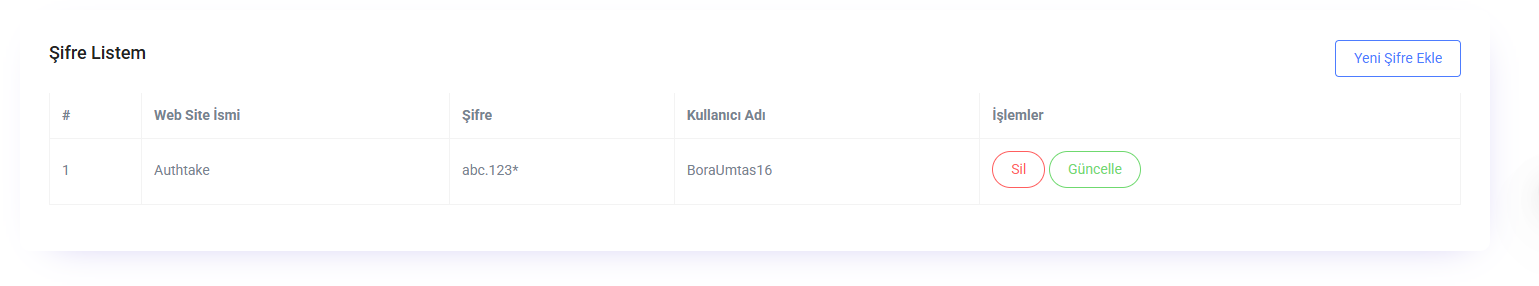 Şifre Listem
Yeni Şifre Ekle
# Web Site İsmi Şifre Kullanıcı Adı İşlemler
1 Authtake abc.123* BoraUmtas16 Sil Güncelle